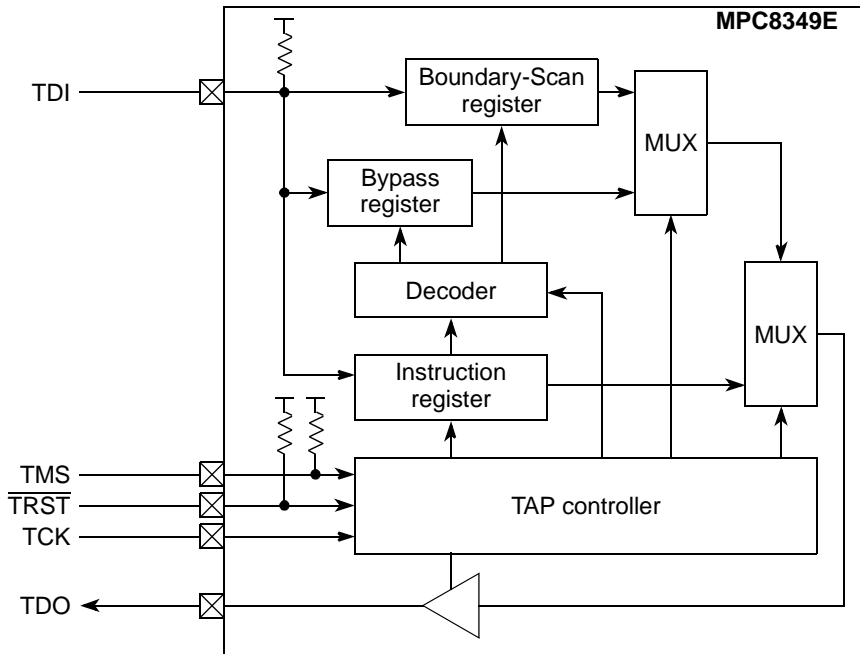 MPC8349E
TDI
Boundary-Scan
register
MUX
Bypass
register
Decoder
MUX
Instruction
register
TMS
TRST
TAP controller
TCK
TDO